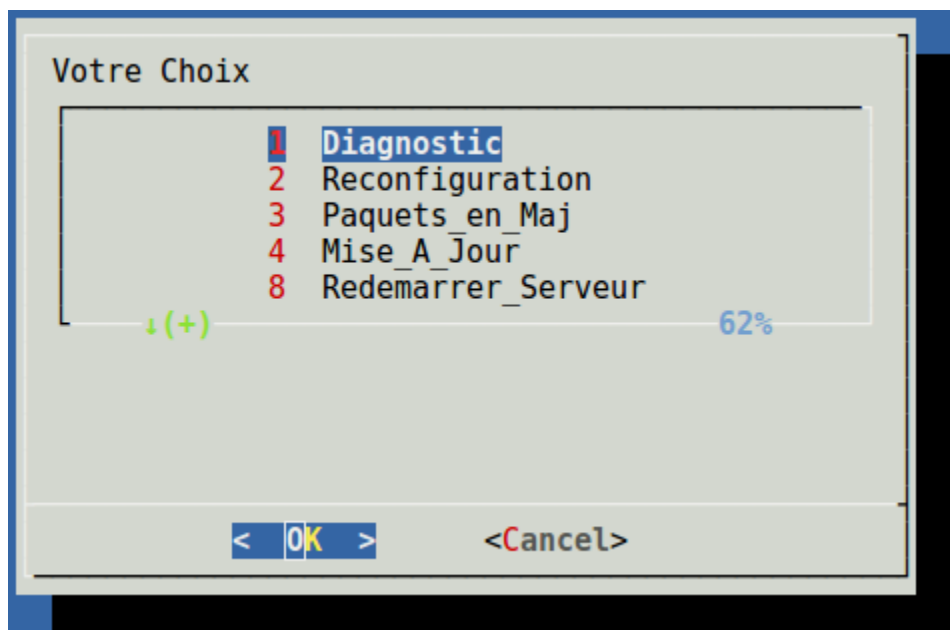 Votre Choix
1 Diagnostic
2 Reconfiguration
3 Paquets_en_Maj
4 Mise_A_Jour
8 Redemarrer_Serveur
↓(+) 62%
< OK > <Cancel>